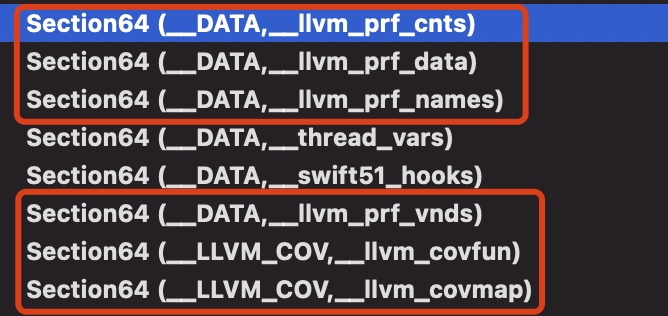 Section64 (__DATA,__llvm_prf_cnts)
Section64 (__DATA,__llvm_prf_data)
Section64 (__DATA,__llvm_prf_names)
Section64 (__DATA,__thread_vars)
Section64 (__DATA,__swift51_hooks)
Section64 (__DATA,__llvm_prf_vnds)
Section64 (__LLVM_COV,__llvm_covfun)
Section64 (__LLVM_COV,__llvm_covmap)